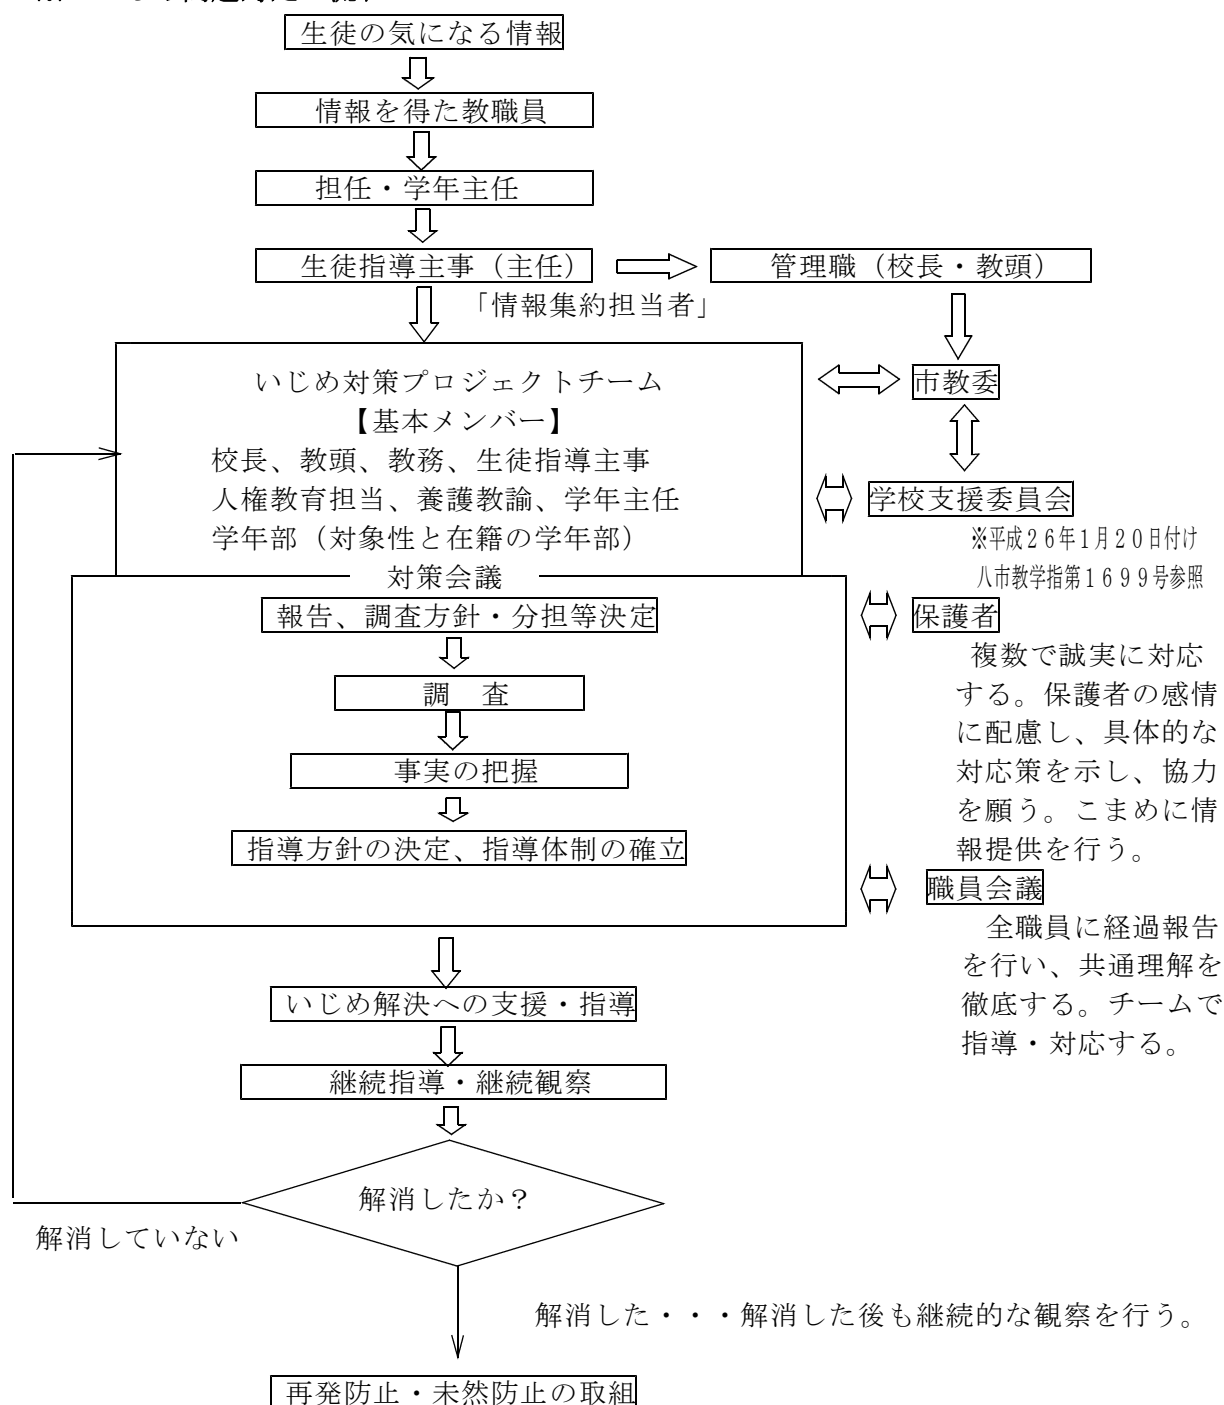 生徒の気になる情報
情報を得た教職員
担任・学年主任
生徒指導主事（主任）
管理職（校長・教頭）
「情報集約担当者」
いじめ対策プロジェクトチーム
【基本メンバー】
校長、教頭、教務、生徒指導主事
人権教育担当、養護教諭、学年主任
学年部（対象性と在籍の学年部）
市教委
学校支援委員会
※平成２６年１月２０日付け
八市教学指第１６９９号参照
対策会議
報告、調査方針・分担等決定
調　査
事実の把握
指導方針の決定、指導体制の確立
保護者
複数で誠実に対応
する。保護者の感情
に配慮し、具体的な
対応策を示し、協力
を願う。こまめに情
報提供を行う。
職員会議
全職員に経過報告
を行い、共通理解を
徹底する。チームで
指導・対応する。
いじめ解決への支援・指導
継続指導・継続観察
解消したか？
解消していない
解消した・・・解消した後も継続的な観察を行う。
再発防止・未然防止の取組